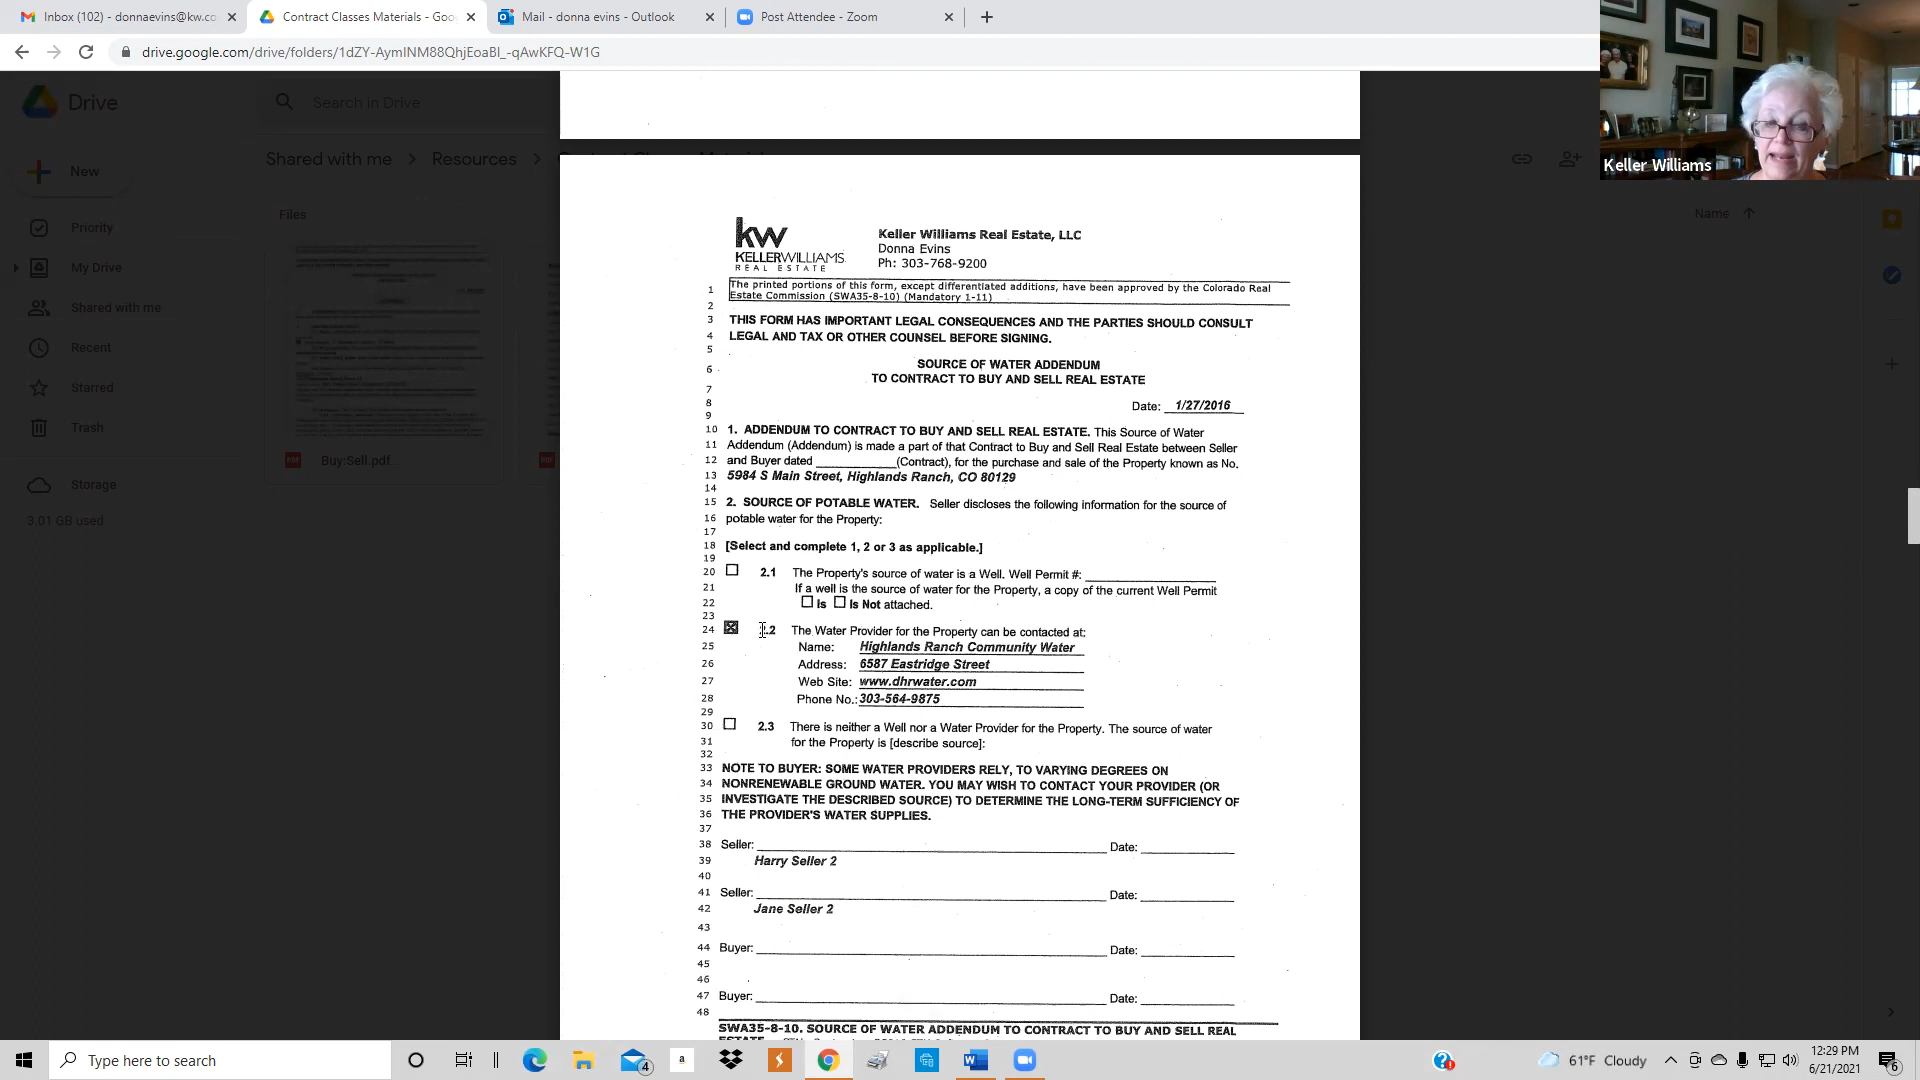 Inbox (102) - donnaevins@kw.co
Contract Classes Materials - Goo
Mail - donna evins - Outlook
Post Attendee - Zoom
drive.google.com/drive/folders/1dZY-AymINM88QhjEoaBl_-qAwKFQ-W1G
Drive
Search in Drive
New
Priority
My Drive
Shared with me
Recent
Starred
Trash
Storage
3.01 GB used
Shared with me > Resources >
Files
Buy:Sell.pdf
Name
Keller Williams
kw
KELLERWILLIAMS.
REAL ESTATE
Keller Williams Real Estate, LLC
Donna Evins
Ph: 303-768-9200
1 The printed portions of this form, except differentiated additions, have been approved by the Colorado Real
Estate Commission (SWA35-8-10) (Mandatory 1-11)
2
3 THIS FORM HAS IMPORTANT LEGAL CONSEQUENCES AND THE PARTIES SHOULD CONSULT
4 LEGAL AND TAX OR OTHER COUNSEL BEFORE SIGNING.
5
6 SOURCE OF WATER ADDENDUM
TO CONTRACT TO BUY AND SELL REAL ESTATE
7
8 Date: 1/27/2016
9
10 1. ADDENDUM TO CONTRACT TO BUY AND SELL REAL ESTATE. This Source of Water
11 Addendum (Addendum) is made a part of that Contract to Buy and Sell Real Estate between Seller
12 and Buyer dated ____________(Contract), for the purchase and sale of the Property known as No.
13 5984 S Main Street, Highlands Ranch, CO 80129
14
15 2. SOURCE OF POTABLE WATER. Seller discloses the following information for the source of
16 potable water for the Property:
17
18 [Select and complete 1, 2 or 3 as applicable.]
19
20 ☐ 2.1 The Property's source of water is a Well. Well Permit #: ____________
21 If a well is the source of water for the Property, a copy of the current Well Permit
22 ☐ Is ☐ Is Not attached.
23
24 ☒ 2.2 The Water Provider for the Property can be contacted at:
25 Name: Highlands Ranch Community Water
26 Address: 6587 Eastridge Street
27 Web Site: www.dhrwater.com
28 Phone No.: 303-564-9875
29
30 ☐ 2.3 There is neither a Well nor a Water Provider for the Property. The source of water
31 for the Property is [describe source]:
32
33 NOTE TO BUYER: SOME WATER PROVIDERS RELY, TO VARYING DEGREES ON
34 NONRENEWABLE GROUND WATER. YOU MAY WISH TO CONTACT YOUR PROVIDER (OR
35 INVESTIGATE THE DESCRIBED SOURCE) TO DETERMINE THE LONG-TERM SUFFICIENCY OF
36 THE PROVIDER'S WATER SUPPLIES.
37
38 Seller: ____________ Date: ____________
39 Harry Seller 2
40
41 Seller: ____________ Date: ____________
42 Jane Seller 2
43
44 Buyer: ____________ Date: ____________
45
46
47 Buyer: ____________ Date: ____________
48
SWA35-8-10. SOURCE OF WATER ADDENDUM TO CONTRACT TO BUY AND SELL REAL
Type here to search
4
a
61°F Cloudy
12:29 PM
6/21/2021
6